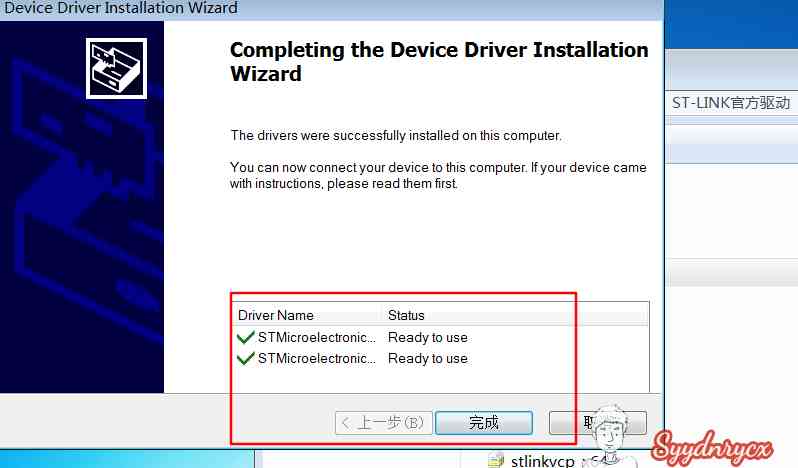 Device Driver Installation Wizard
Completing the Device Driver Installation
Wizard
ST-LINK官方驱动
The drivers were successfully installed on this computer.
You can now connect your device to this computer. If your device came
with instructions, please read them first.
Driver Name Status
STMicroelectronic... Ready to use
STMicroelectronic... Ready to use
< 上一步(B) 完成
Syydnrycx
stlinkvcp_x64